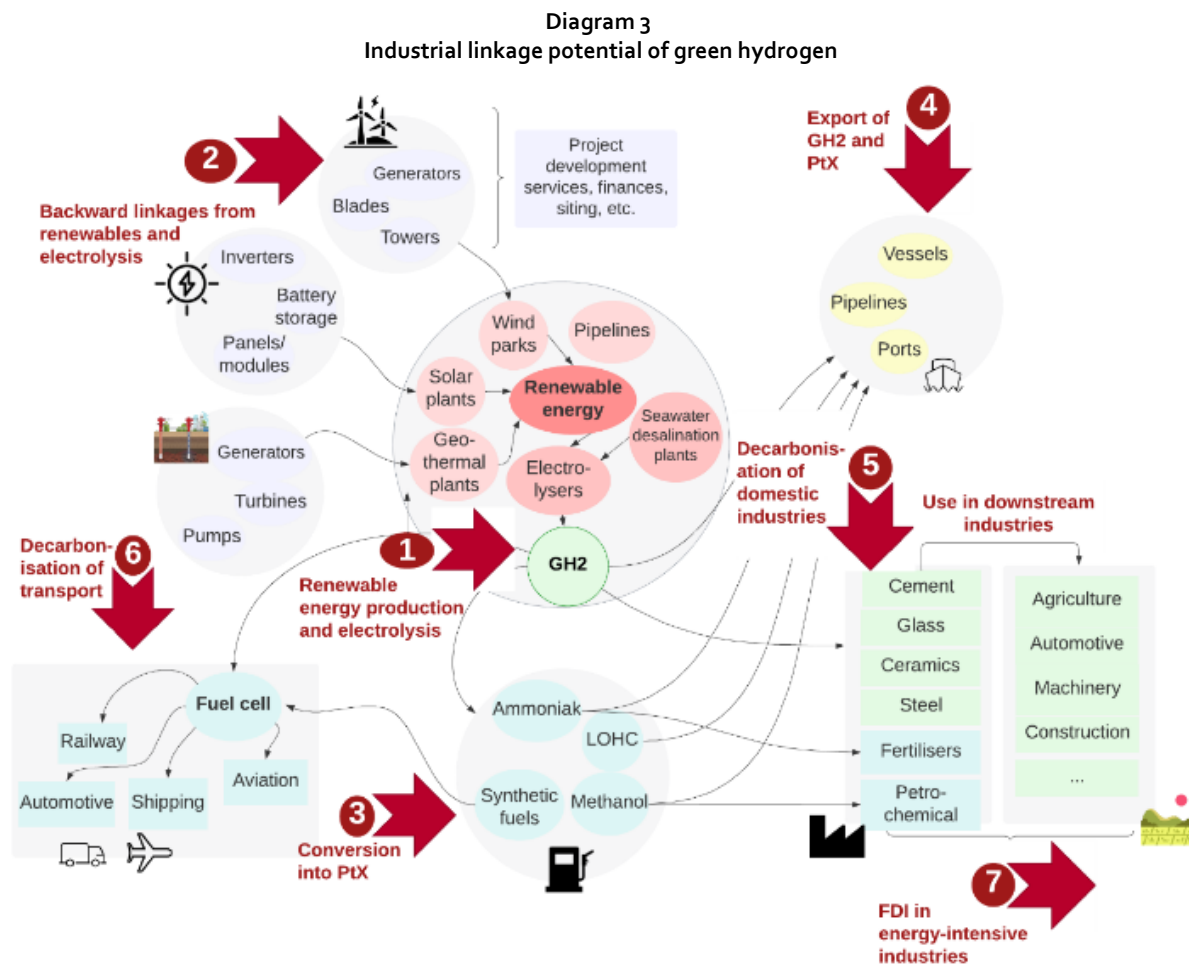 Diagram 3
Industrial linkage potential of green hydrogen
2
Backward linkages from
renewables and
electrolysis
Generators
Blades
Towers
Project
development
services, finances,
siting, etc.
4
Export of
GH2 and
PtX
Vessels
Pipelines
Ports
Inverters
Battery
storage
Panels/
modules
Wind
parks
Pipelines
Solar
plants
Renewable
energy
Geo-
thermal
plants
Electro-
lysers
Seawater
desalination
plants
GH2
Generators
Turbines
Pumps
1
Renewable
energy production
and electrolysis
5
Decarbonis-
ation of
domestic
industries
Use in downstream
industries
Cement
Glass
Ceramics
Steel
Fertilisers
Petro-
chemical
Agriculture
Automotive
Machinery
Construction
...
6
Decarbon-
isation of
transport
Fuel cell
Railway
Automotive
Shipping
Aviation
3
Conversion
into PtX
Ammoniak
LOHC
Synthetic
fuels
Methanol
7
FDI in
energy-intensive
industries